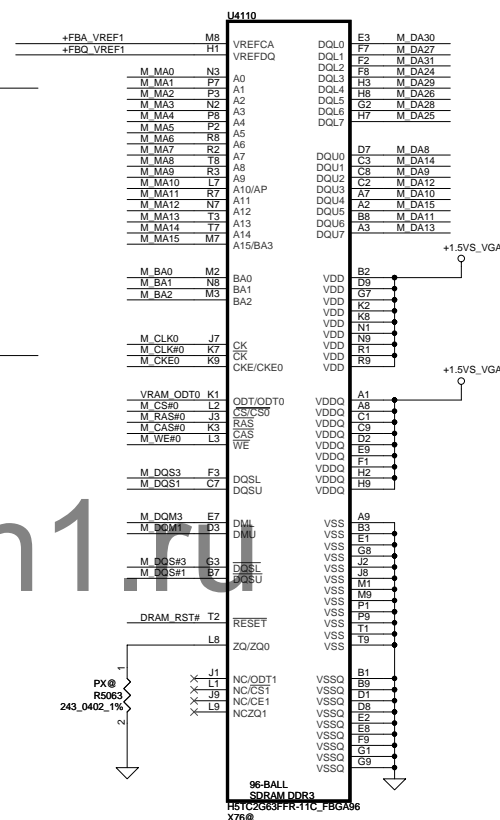 U4110
+FBA_VREF1 M8 VREFCA
+FBQ_VREF1 H1 VREFDQ
M_MA0 N3 A0
M_MA1 P7 A1
M_MA2 P3 A2
M_MA3 N2 A3
M_MA4 P8 A4
M_MA5 P2 A5
M_MA6 R8 A6
M_MA7 R2 A7
M_MA8 T8 A8
M_MA9 R3 A9
M_MA10 L7 A10/AP
M_MA11 R7 A11
M_MA12 N7 A12
M_MA13 T3 A13
M_MA14 T7 A14
M_MA15 M7 A15/BA3
M_BA0 M2 BA0
M_BA1 N8 BA1
M_BA2 M3 BA2
M_CLK0 J7 CK
M_CLK#0 K7 CK
M_CKE0 K9 CKE/CKE0
VRAM_ODT0 K1 ODT/ODT0
M_CS#0 L2 CS/CS0
M_RAS#0 J3 RAS
M_CAS#0 K3 CAS
M_WE#0 L3 WE
M_DQS3 F3 DQSL
M_DQS1 C7 DQSU
M_DQM3 E7 DML
M_DQM1 D3 DMU
M_DQS#3 G3 DQSL
M_DQS#1 B7 DQSU
DRAM_RST# T2 RESET
L8 ZQ/ZQ0
J1 NC/ODT1
L1 NC/CS1
J9 NC/CE1
L9 NCZQ1
1
PX@
R5063
243_0402_1%
2
DQL0 E3 M_DA30
DQL1 F7 M_DA27
DQL2 F2 M_DA31
DQL3 F8 M_DA24
DQL4 H3 M_DA29
DQL5 H8 M_DA26
DQL6 G2 M_DA28
DQL7 H7 M_DA25
DQU0 D7 M_DA8
DQU1 C3 M_DA14
DQU2 C8 M_DA9
DQU3 C2 M_DA12
DQU4 A7 M_DA10
DQU5 A2 M_DA15
DQU6 B8 M_DA11
DQU7 A3 M_DA13
+1.5VS_VGA
VDD B2
VDD D9
VDD G7
VDD K2
VDD K8
VDD N1
VDD N9
VDD R1
VDD R9
+1.5VS_VGA
VDDQ A1
VDDQ A8
VDDQ C1
VDDQ C9
VDDQ D2
VDDQ E9
VDDQ F1
VDDQ H2
VDDQ H9
VSS A9
VSS B3
VSS E1
VSS G8
VSS J2
VSS J8
VSS M1
VSS M9
VSS P1
VSS P9
VSS T1
VSS T9
VSSQ B1
VSSQ B9
VSSQ D1
VSSQ D8
VSSQ E2
VSSQ E8
VSSQ F9
VSSQ G1
VSSQ G9
96-BALL
SDRAM DDR3
H5TC2G63FFR-11C_FBGA96
X76@
n1.ru